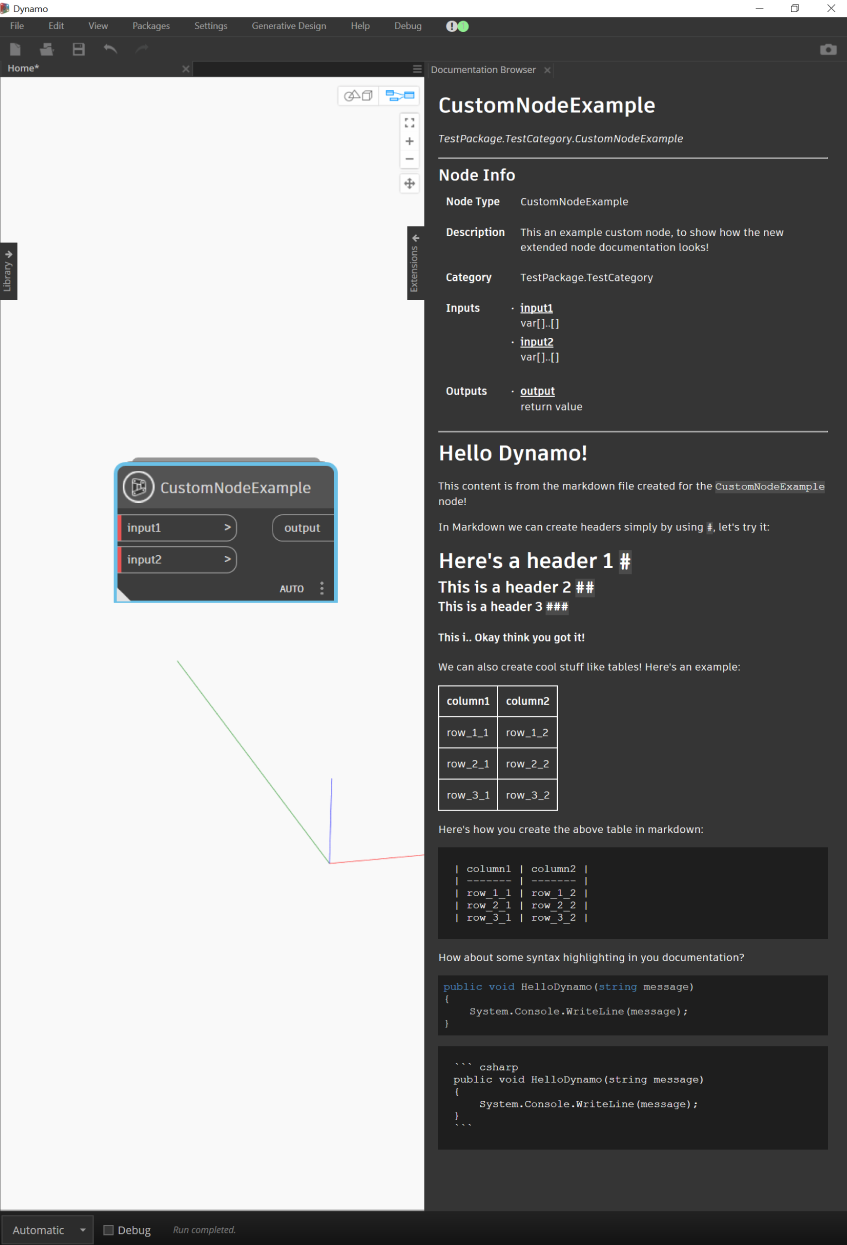 Dynamo
File Edit View Packages Settings Generative Design Help Debug ! 1
Home*
Library
Extensions
CustomNodeExample
input1 > output
input2 >
AUTO
Documentation Browser
CustomNodeExample
TestPackage.TestCategory.CustomNodeExample
Node Info
Node Type CustomNodeExample
Description This an example custom node, to show how the new
extended node documentation looks!
Category TestPackage.TestCategory
Inputs · input1
var[]..[]
· input2
var[]..[]
Outputs · output
return value
Hello Dynamo!
This content is from the markdown file created for the CustomNodeExample
node!
In Markdown we can create headers simply by using #, let's try it:
Here's a header 1 #
This is a header 2 ##
This is a header 3 ###
This i.. Okay think you got it!
We can also create cool stuff like tables! Here's an example:
column1 column2
row_1_1 row_1_2
row_2_1 row_2_2
row_3_1 row_3_2
Here's how you create the above table in markdown:
| column1 | column2 |
| ------- | ------- |
| row_1_1 | row_1_2 |
| row_2_1 | row_2_2 |
| row_3_1 | row_3_2 |
How about some syntax highlighting in you documentation?
public void HelloDynamo(string message)
{
System.Console.WriteLine(message);
}
``` csharp
public void HelloDynamo(string message)
{
System.Console.WriteLine(message);
}
```
Automatic Debug Run completed.